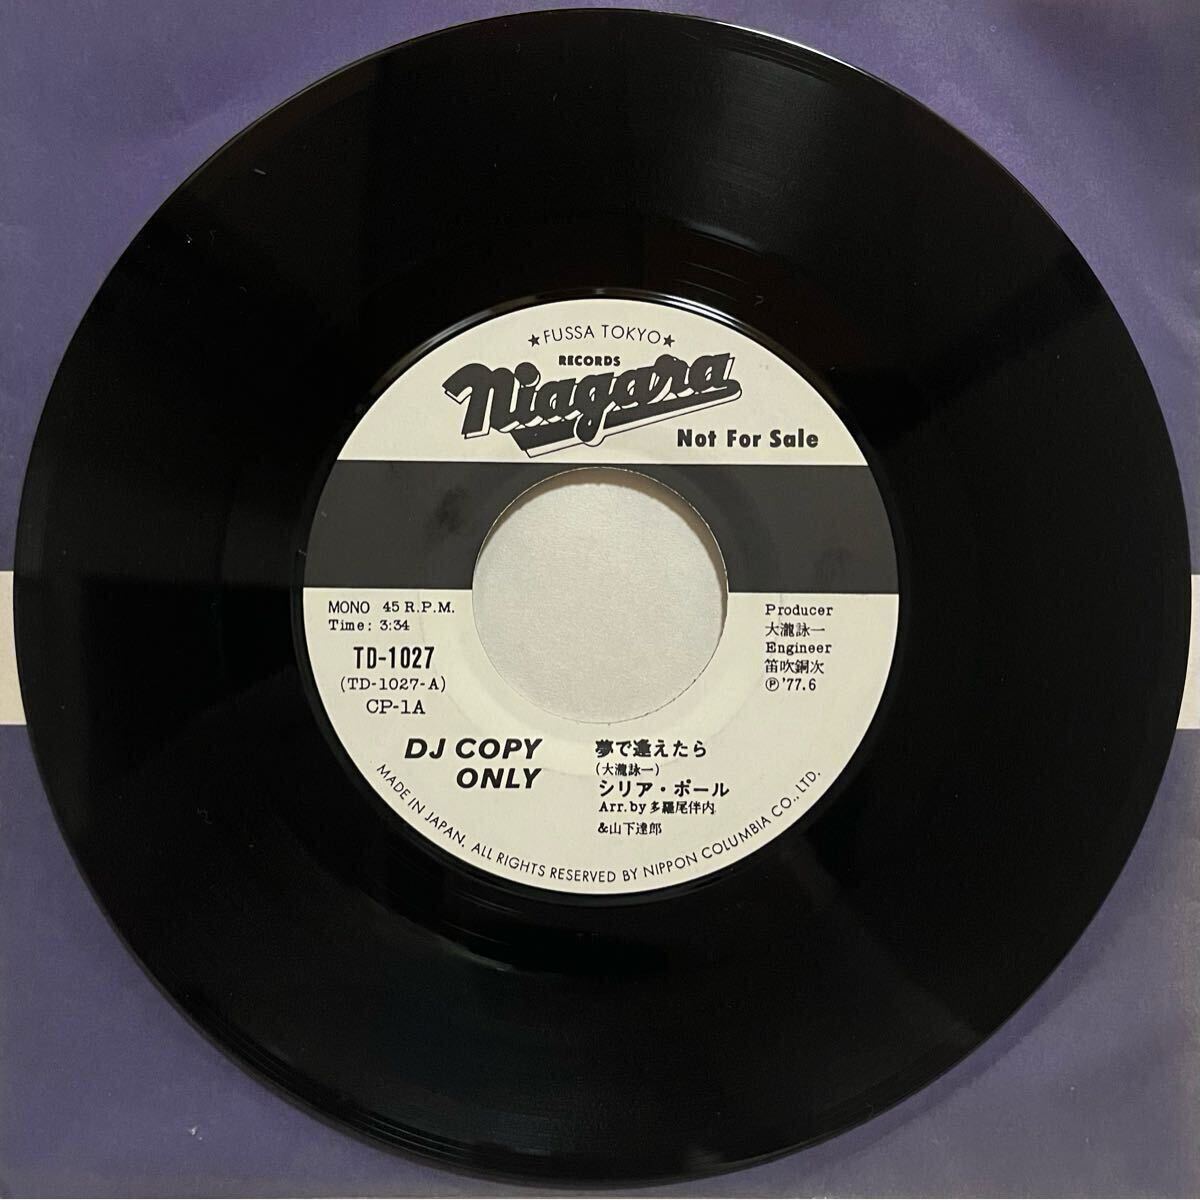 ★FUSSA TOKYO★
RECORDS
Niagara
Not For Sale
MONO 45 R.P.M.
Time: 3:34
TD-1027
(TD-1027-A)
CP-1A
Producer
大瀧詠一
Engineer
笛吹銅次
Ⓟ'77.6
DJ COPY
ONLY
夢で逢えたら
(大瀧詠一)
シリア・ポール
Arr. by 多羅尾伴内
&山下達郎
MADE IN JAPAN. ALL RIGHTS RESERVED BY NIPPON COLUMBIA CO., LTD.